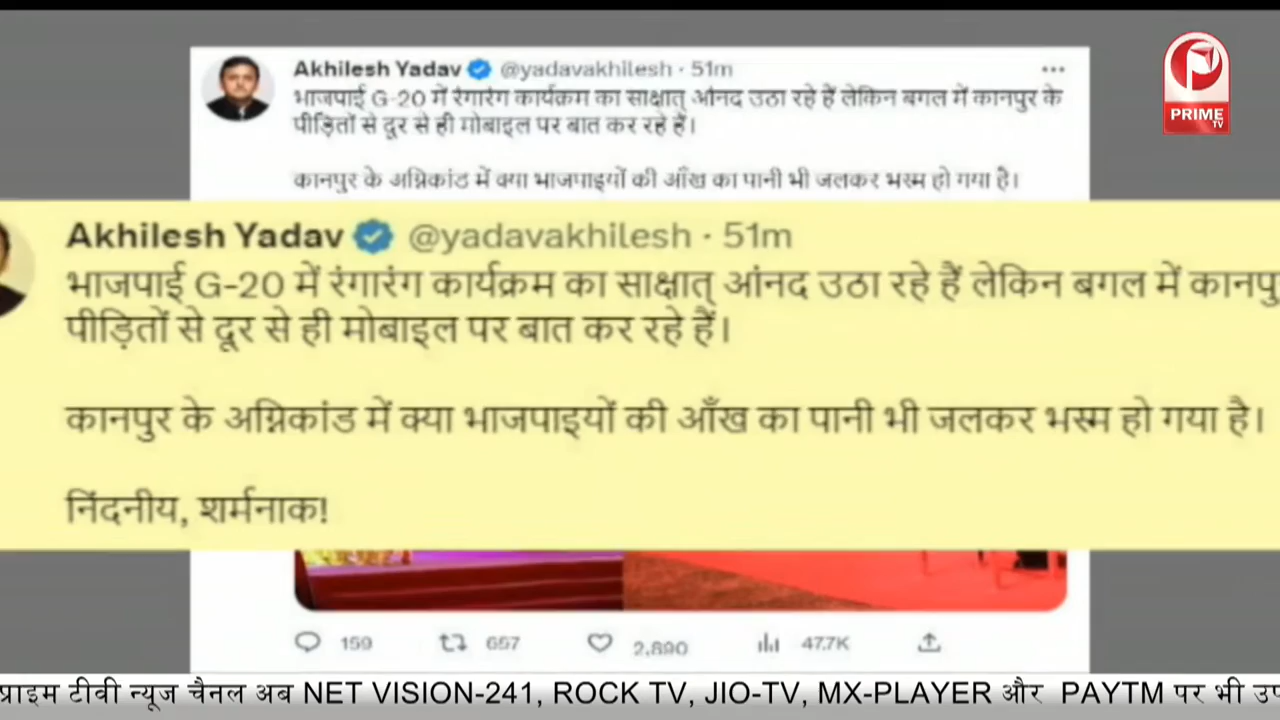 Akhilesh Yadav @yadavakhilesh · 51m
भाजपाई G-20 में रंगारंग कार्यक्रम का साक्षात् आंनद उठा रहे हैं लेकिन बगल में कानपुर के
पीड़ितों से दूर से ही मोबाइल पर बात कर रहे हैं।
कानपुर के अग्निकांड में क्या भाजपाइयों की आँख का पानी भी जलकर भस्म हो गया है।
PRIME
TV
Akhilesh Yadav @yadavakhilesh · 51m
भाजपाई G-20 में रंगारंग कार्यक्रम का साक्षात् आंनद उठा रहे हैं लेकिन बगल में कानपु
पीड़ितों से दूर से ही मोबाइल पर बात कर रहे हैं।
कानपुर के अग्निकांड में क्या भाजपाइयों की आँख का पानी भी जलकर भस्म हो गया है।
निंदनीय, शर्मनाक!
159 657 2,890 47.7K
प्राइम टीवी न्यूज चैनल अब NET VISION-241, ROCK TV, JIO-TV, MX-PLAYER और PAYTM पर भी उप